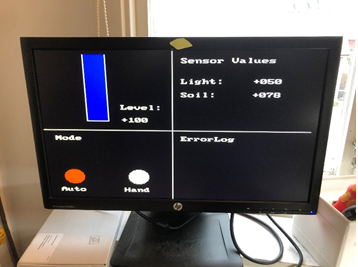 Sensor Values
Light: +050
Soil: +078
Level:
+100
Mode
Auto Hand
ErrorLog
hp